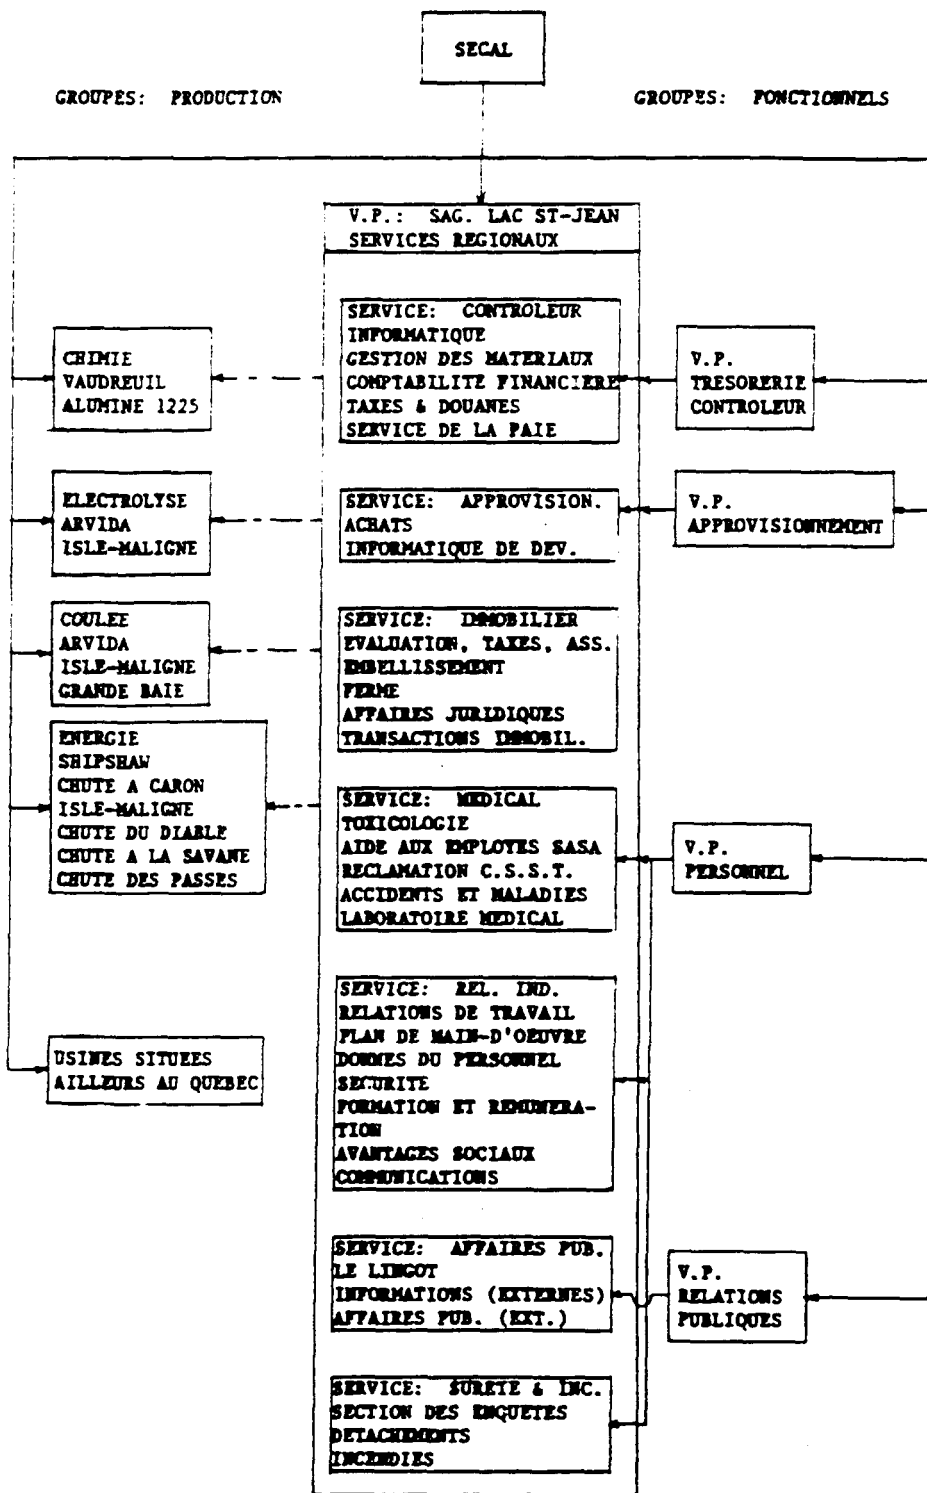 SECAL
GROUPES: PRODUCTION
GROUPES: FONCTIONNELS
V.P.: SAG. LAC ST-JEAN
SERVICES REGIONAUX
CHIMIE
VAUDREUIL
ALUMINE 1225
SERVICE: CONTROLEUR
INFORMATIQUE
GESTION DES MATERIAUX
COMPTABILITE FINANCIERE
TAXES & DOUANES
SERVICE DE LA PAIE
V.P.
TRESORERIE
CONTROLEUR
ELECTROLYSE
ARVIDA
ISLE-MALIGNE
SERVICE: APPROVISION.
ACHATS
INFORMATIQUE DE DEV.
V.P.
APPROVISIONNEMENT
COULEE
ARVIDA
ISLE-MALIGNE
GRANDE BAIE
SERVICE: IMMOBILIER
EVALUATION, TAXES, ASS.
EMBELLISSEMENT
FERME
AFFAIRES JURIDIQUES
TRANSACTIONS IMMOBIL.
ENERGIE
SHIPSHAW
CHUTE A CARON
ISLE-MALIGNE
CHUTE DU DIABLE
CHUTE A LA SAVANE
CHUTE DES PASSES
SERVICE: MEDICAL
TOXICOLOGIE
AIDE AUX EMPLOYES SASA
RECLAMATION C.S.S.T.
ACCIDENTS ET MALADIES
LABORATOIRE MEDICAL
V.P.
PERSONNEL
USINES SITUEES
AILLEURS AU QUEBEC
SERVICE: REL. IND.
RELATIONS DE TRAVAIL
PLAN DE MAIN-D'OEUVRE
DONNES DU PERSONNEL
SECURITE
FORMATION ET REMUNERA-
TION
AVANTAGES SOCIAUX
COMMUNICATIONS
SERVICE: AFFAIRES PUB.
LE LINGOT
INFORMATIONS (EXTERNES)
AFFAIRES PUB. (EXT.)
V.P.
RELATIONS
PUBLIQUES
SERVICE: SURETE & INC.
SECTION DES ENQUETES
DETACHEMENTS
INCENDIES